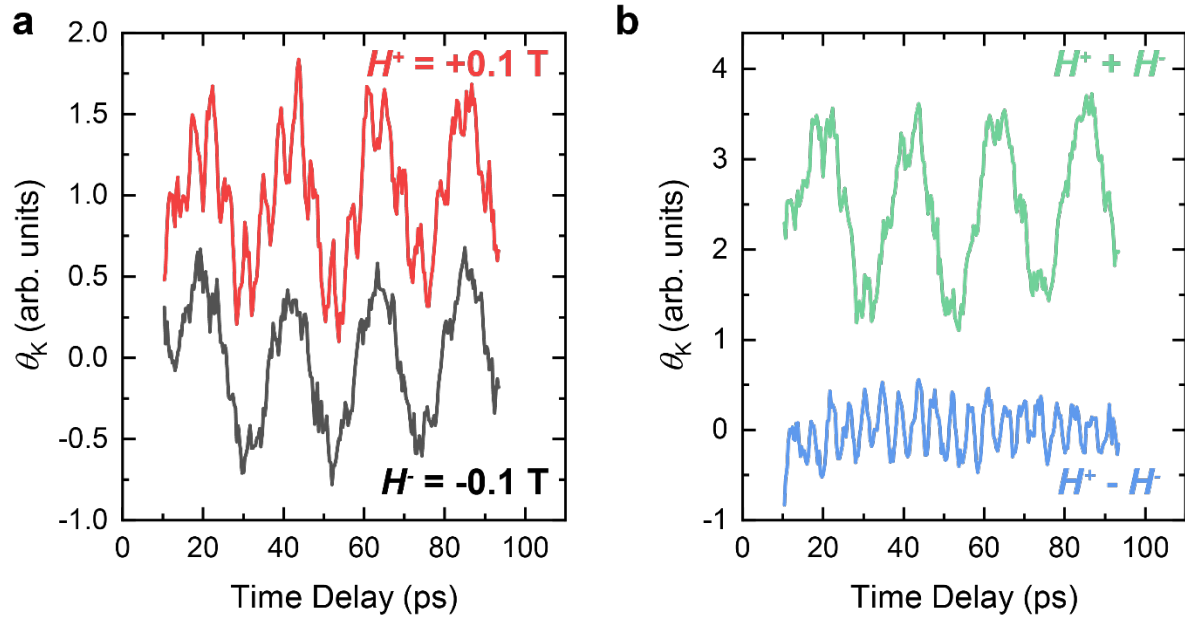 a
H⁺ = +0.1 T
H⁻ = -0.1 T
θK (arb. units)
2.0
1.5
1.0
0.5
0.0
-0.5
-1.0
0 20 40 60 80 100
Time Delay (ps)
b
H⁺ + H⁻
H⁺ - H⁻
θK (arb. units)
4
3
2
1
0
-1
0 20 40 60 80 100
Time Delay (ps)